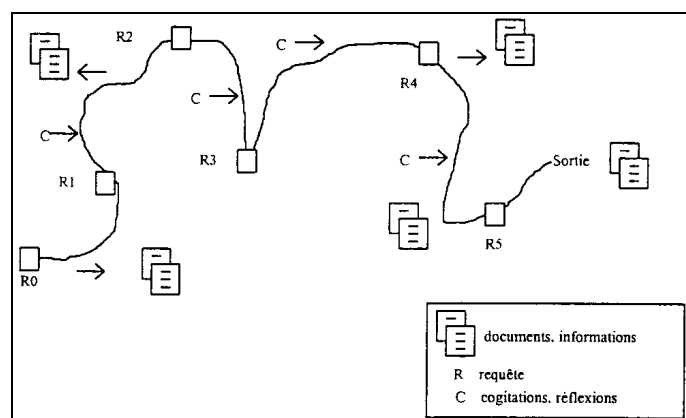 R2
C
R4
C
C
R3
C
Sortie
R1
R5
R0
documents. informations
R requête
C cogitations. réflexions